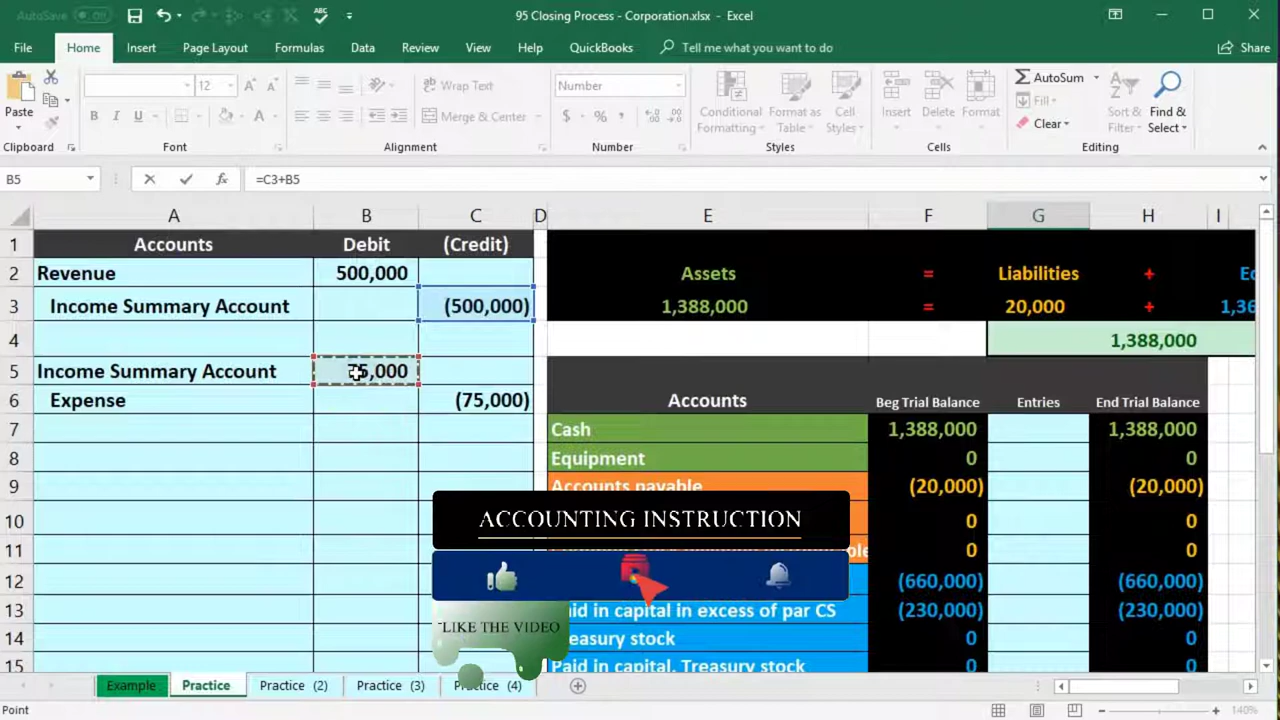 AutoSave Off
95 Closing Process - Corporation.xlsx - Excel
File Home Insert Page Layout Formulas Data Review View Help QuickBooks Tell me what you want to do Share
12 Wrap Text Number AutoSum
Paste Merge & Center Conditional Formatting Format as Table Cell Styles Insert Delete Format Fill Clear Sort & Filter Find & Select
Clipboard Font Alignment Number Styles Cells Editing
B5 =C3+B5
A B C D E F G H I
1 Accounts Debit (Credit)
2 Revenue 500,000 Assets = Liabilities +
3 Income Summary Account (500,000) 1,388,000 = 20,000 +
4 1,388,000
5 Income Summary Account 75,000
6 Expense (75,000) Accounts Beg Trial Balance Entries End Trial Balance
7 Cash 1,388,000 1,388,000
8 Equipment 0 0
9 Accounts payable (20,000) (20,000)
10 0 0
11 0 0
12 (660,000) (660,000)
13 Paid in capital in excess of par CS (230,000) (230,000)
14 Treasury stock 0 0
15 Paid in capital, Treasury stock 0 0
ACCOUNTING INSTRUCTION
LIKE THE VIDEO
Example Practice Practice (2) Practice (3) Practice (4)
Point 140%